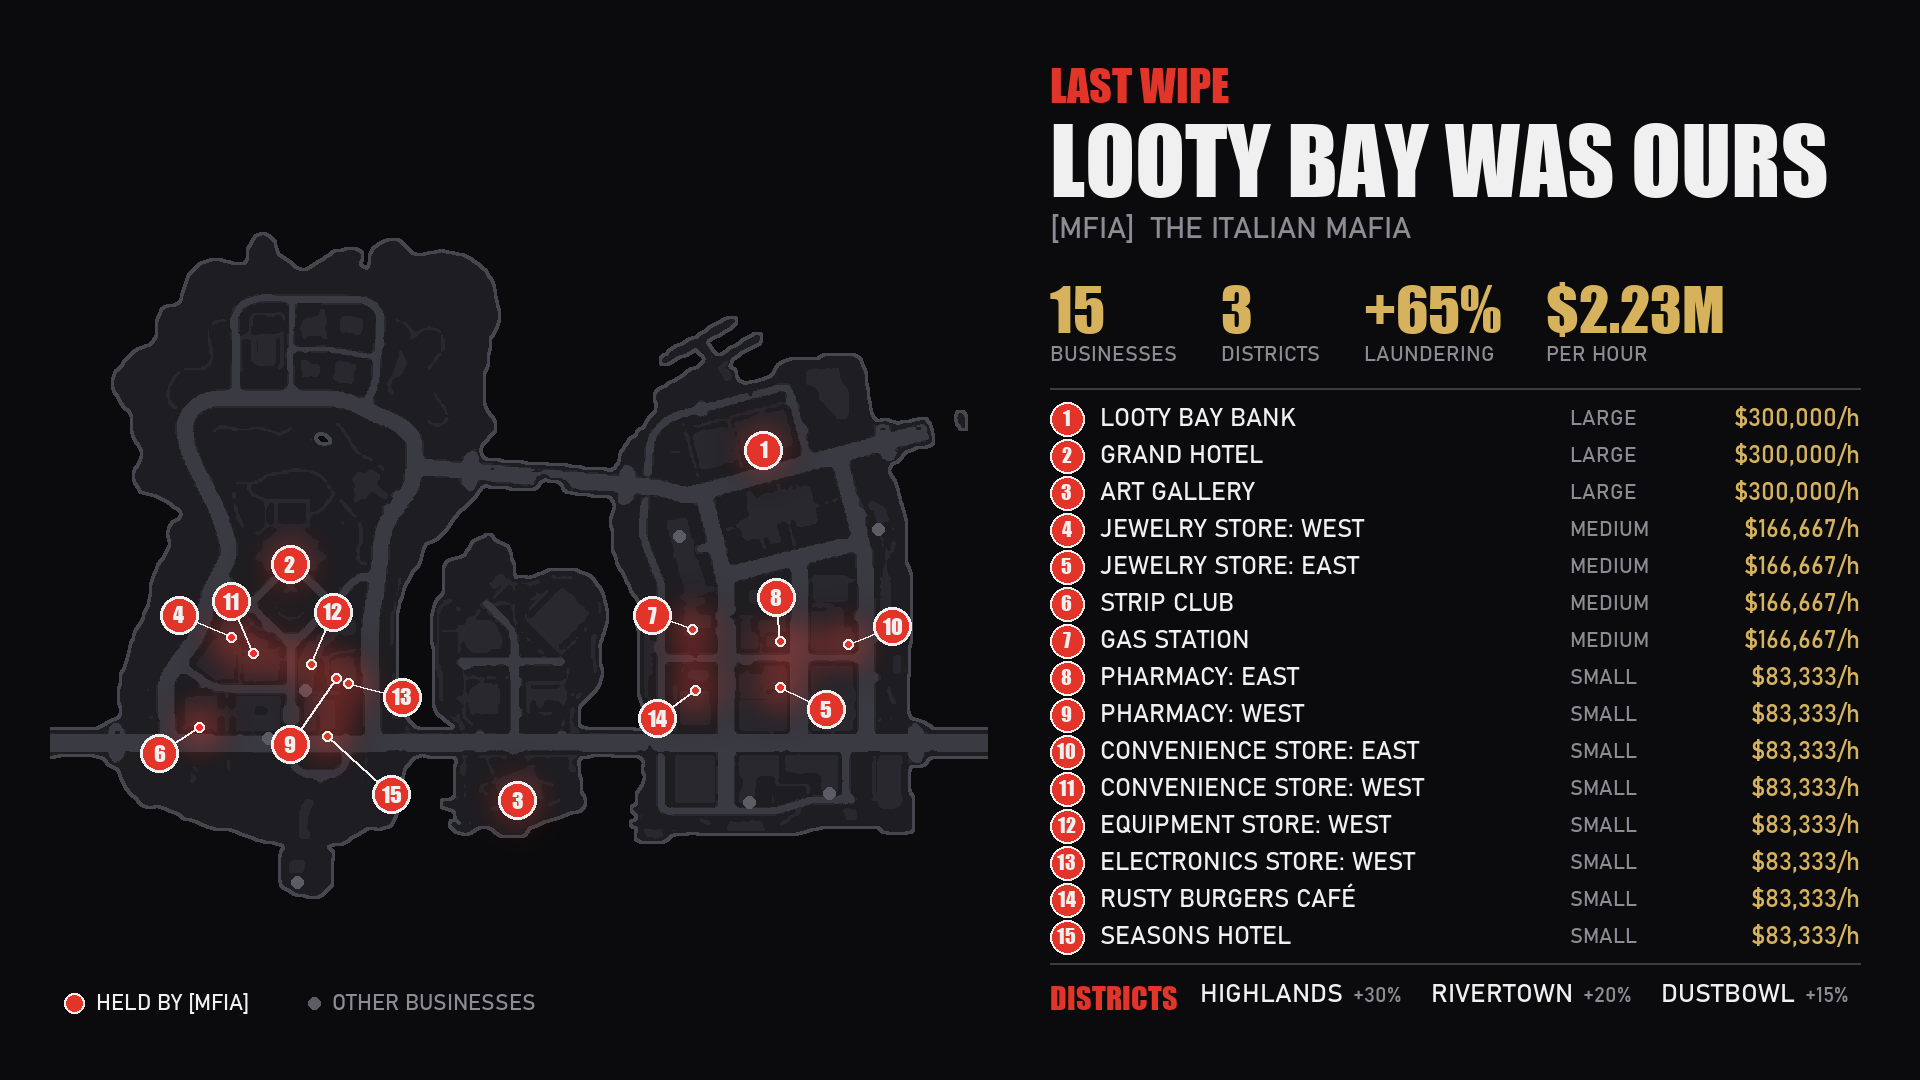 LAST WIPE
LOOTY BAY WAS OURS
[MFIA] THE ITALIAN MAFIA
15 3 +65% $2.23M
BUSINESSES DISTRICTS LAUNDERING PER HOUR
1 LOOTY BAY BANK LARGE $300,000/h
2 GRAND HOTEL LARGE $300,000/h
3 ART GALLERY LARGE $300,000/h
4 JEWELRY STORE: WEST MEDIUM $166,667/h
5 JEWELRY STORE: EAST MEDIUM $166,667/h
6 STRIP CLUB MEDIUM $166,667/h
7 GAS STATION MEDIUM $166,667/h
8 PHARMACY: EAST SMALL $83,333/h
9 PHARMACY: WEST SMALL $83,333/h
10 CONVENIENCE STORE: EAST SMALL $83,333/h
11 CONVENIENCE STORE: WEST SMALL $83,333/h
12 EQUIPMENT STORE: WEST SMALL $83,333/h
13 ELECTRONICS STORE: WEST SMALL $83,333/h
14 RUSTY BURGERS CAFÉ SMALL $83,333/h
15 SEASONS HOTEL SMALL $83,333/h
DISTRICTS HIGHLANDS +30% RIVERTOWN +20% DUSTBOWL +15%
1
2
8
11
12
4
7
10
13
5
14
9
6
15
3
HELD BY [MFIA] OTHER BUSINESSES